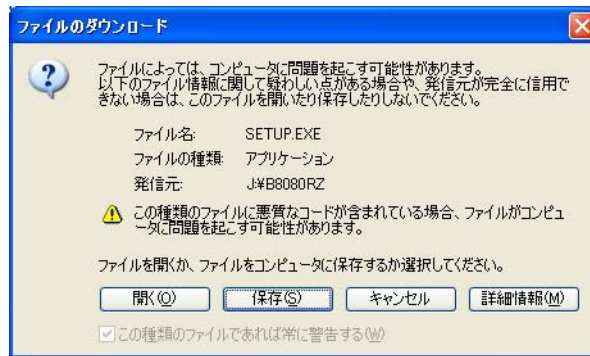 ファイルのダウンロード
ファイルによっては、コンピュータに問題を起こす可能性があります。
以下のファイル情報に関して疑わしい点がある場合や、発信元が完全に信用で
きない場合は、このファイルを開いたり保存したりしないでください。
ファイル名: SETUP.EXE
ファイルの種類: アプリケーション
発信元: J:¥B8080RZ
この種類のファイルに悪質なコードが含まれている場合、ファイルがコンピュ
ータに問題を起こす可能性があります。
ファイルを開くか、ファイルをコンピュータに保存するか選択してください。
開く(O) 保存(S) キャンセル 詳細情報(M)
この種類のファイルであれば常に警告する(W)